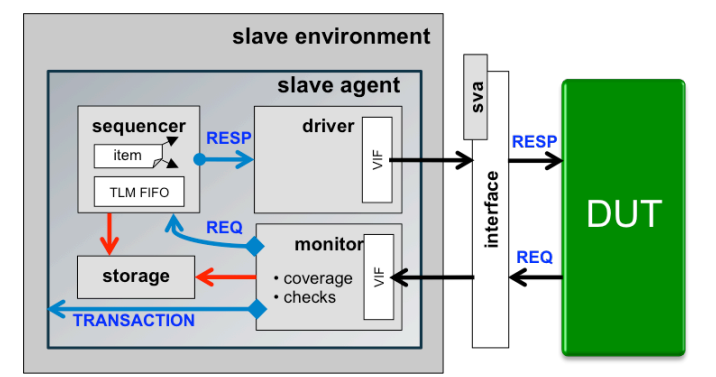 slave environment
slave agent
sequencer
item
TLM FIFO
RESP
driver
VIF
sva
interface
RESP
DUT
REQ
REQ
monitor
• coverage
• checks
VIF
storage
TRANSACTION